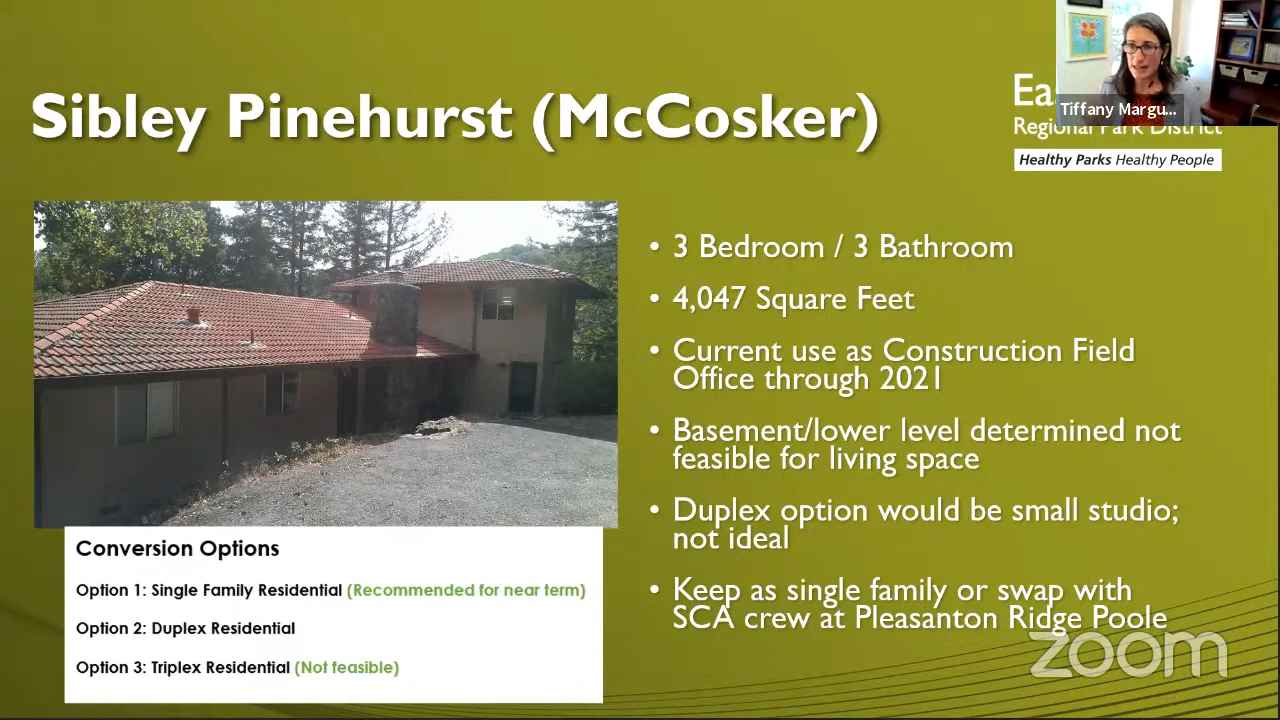 Sibley Pinehurst (McCosker)
Tiffany Margu...
Regional Park District
Healthy Parks Healthy People
• 3 Bedroom / 3 Bathroom
• 4,047 Square Feet
• Current use as Construction Field
Office through 2021
• Basement/lower level determined not
feasible for living space
• Duplex option would be small studio;
not ideal
• Keep as single family or swap with
SCA crew at Pleasanton Ridge Poole
Conversion Options
Option 1: Single Family Residential (Recommended for near term)
Option 2: Duplex Residential
Option 3: Triplex Residential (Not feasible)
zoom